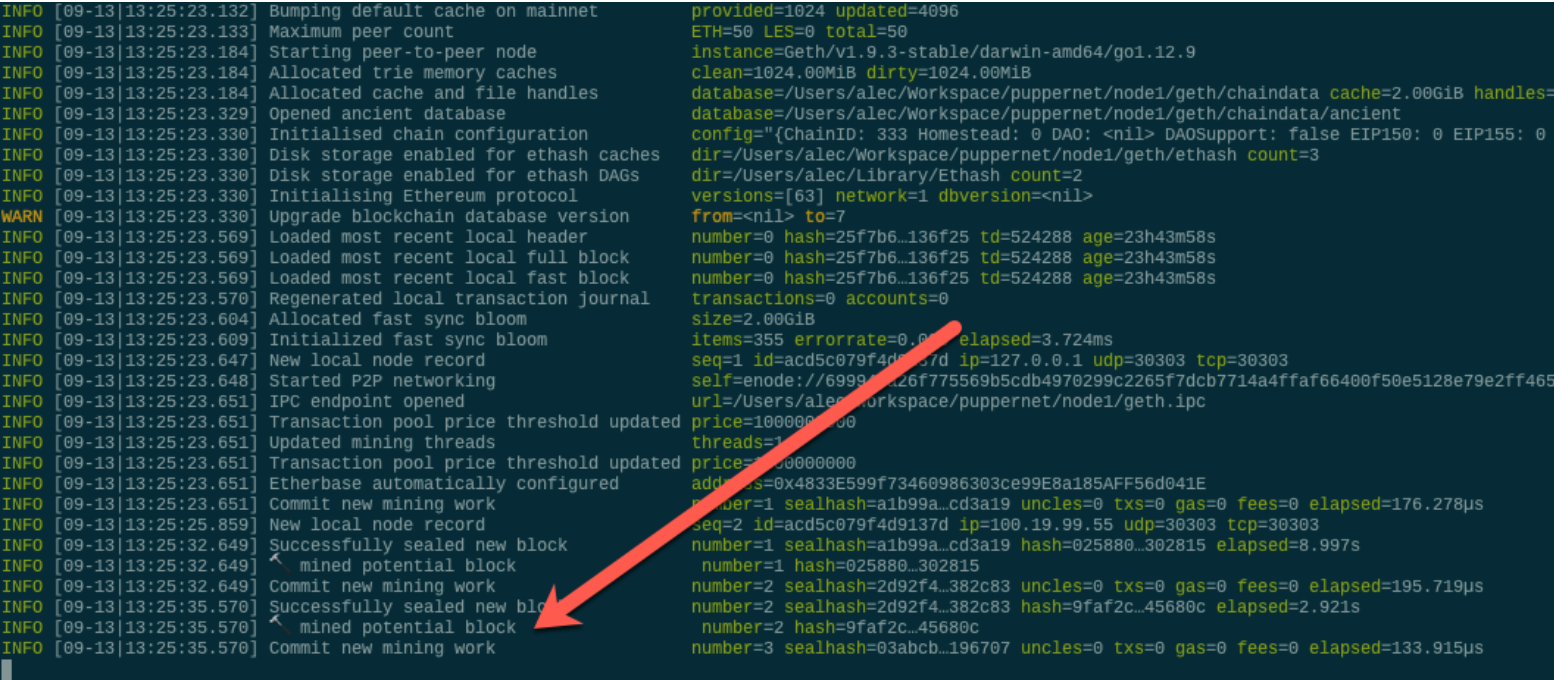 INFO [09-13|13:25:23.132] Bumping default cache on mainnet provided=1024 updated=4096
INFO [09-13|13:25:23.133] Maximum peer count ETH=50 LES=0 total=50
INFO [09-13|13:25:23.184] Starting peer-to-peer node instance=Geth/v1.9.3-stable/darwin-amd64/go1.12.9
INFO [09-13|13:25:23.184] Allocated trie memory caches clean=1024.00MiB dirty=1024.00MiB
INFO [09-13|13:25:23.184] Allocated cache and file handles database=/Users/alec/Workspace/puppernet/node1/geth/chaindata cache=2.00GiB handles=
INFO [09-13|13:25:23.329] Opened ancient database database=/Users/alec/Workspace/puppernet/node1/geth/chaindata/ancient
INFO [09-13|13:25:23.330] Initialised chain configuration config="{ChainID: 333 Homestead: 0 DAO: <nil> DAOSupport: false EIP150: 0 EIP155: 0
INFO [09-13|13:25:23.330] Disk storage enabled for ethash caches dir=/Users/alec/Workspace/puppernet/node1/geth/ethash count=3
INFO [09-13|13:25:23.330] Disk storage enabled for ethash DAGs dir=/Users/alec/Library/Ethash count=2
INFO [09-13|13:25:23.330] Initialising Ethereum protocol versions=[63] network=1 dbversion=<nil>
WARN [09-13|13:25:23.330] Upgrade blockchain database version from=<nil> to=7
INFO [09-13|13:25:23.569] Loaded most recent local header number=0 hash=25f7b6…136f25 td=524288 age=23h43m58s
INFO [09-13|13:25:23.569] Loaded most recent local full block number=0 hash=25f7b6…136f25 td=524288 age=23h43m58s
INFO [09-13|13:25:23.569] Loaded most recent local fast block number=0 hash=25f7b6…136f25 td=524288 age=23h43m58s
INFO [09-13|13:25:23.570] Regenerated local transaction journal transactions=0 accounts=0
INFO [09-13|13:25:23.604] Allocated fast sync bloom size=2.00GiB
INFO [09-13|13:25:23.609] Initialized fast sync bloom items=355 elapsed=3.724ms
INFO [09-13|13:25:23.647] New local node record seq=1 ip=127.0.0.1 udp=30303 tcp=30303
INFO [09-13|13:25:23.648] Started P2P networking
INFO [09-13|13:25:23.651] IPC endpoint opened url=/Users/alec/Workspace/puppernet/node1/geth.ipc
INFO [09-13|13:25:23.651] Transaction pool price threshold updated
INFO [09-13|13:25:23.651] Updated mining threads
INFO [09-13|13:25:23.651] Transaction pool price threshold updated
INFO [09-13|13:25:23.651] Etherbase automatically configured address=0x4833E599f73460986303ce99E8a185AFF56d041E
INFO [09-13|13:25:23.651] Commit new mining work number=1 sealhash=a1b99a…cd3a19 uncles=0 txs=0 gas=0 fees=0 elapsed=176.278µs
INFO [09-13|13:25:25.859] New local node record seq=2 id=acd5c079f4d9137d ip=100.19.99.55 udp=30303 tcp=30303
INFO [09-13|13:25:32.649] Successfully sealed new block number=1 sealhash=a1b99a…cd3a19 hash=025880…302815 elapsed=8.997s
INFO [09-13|13:25:32.649] 🔨 mined potential block number=1 hash=025880…302815
INFO [09-13|13:25:32.649] Commit new mining work number=2 sealhash=2d92f4…382c83 uncles=0 txs=0 gas=0 fees=0 elapsed=195.719µs
INFO [09-13|13:25:35.570] Successfully sealed new block number=2 sealhash=2d92f4…382c83 hash=9faf2c…45680c elapsed=2.921s
INFO [09-13|13:25:35.570] 🔨 mined potential block number=2 hash=9faf2c…45680c
INFO [09-13|13:25:35.570] Commit new mining work number=3 sealhash=03abcb…196707 uncles=0 txs=0 gas=0 fees=0 elapsed=133.915µs